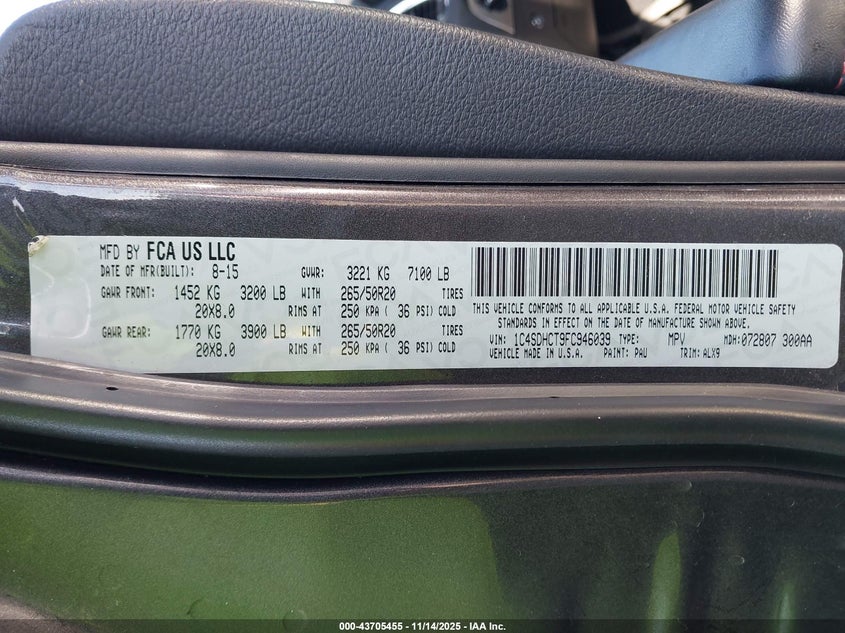 MFD BY FCA US LLC
DATE OF MFR(BUILT): 8-15 GVWR: 3221 KG 7100 LB
GAWR FRONT: 1452 KG 3200 LB WITH 265/50R20 TIRES
20X8.0 RIMS AT 250 KPA ( 36 PSI) COLD
GAWR REAR: 1770 KG 3900 LB WITH 265/50R20 TIRES
20X8.0 RIMS AT 250 KPA ( 36 PSI) COLD
THIS VEHICLE CONFORMS TO ALL APPLICABLE U.S.A. FEDERAL MOTOR VEHICLE SAFETY
STANDARDS IN EFFECT ON THE DATE OF MANUFACTURE SHOWN ABOVE.
VIN: 1C4SDHCT9FC946039 TYPE: MPV MDH: 072807 300AA
VEHICLE MADE IN U.S.A. PAINT: PAU TRIM: ALX9
000-43705455 - 11/14/2025 - IAA Inc.